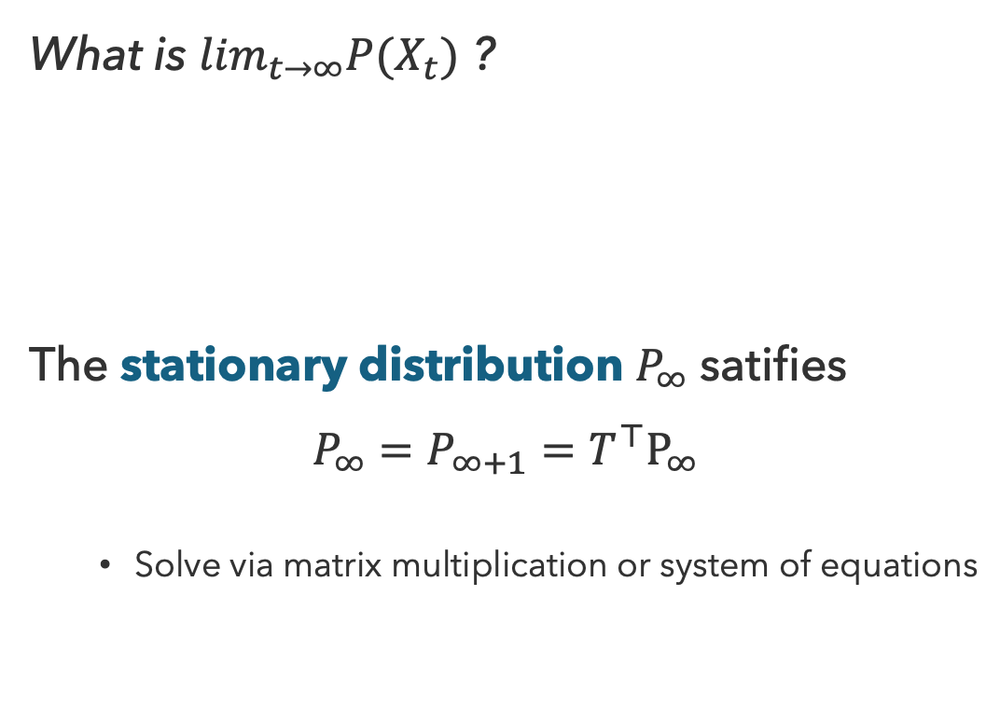 What is lim_{t→∞}P(X_t) ?
The stationary distribution P_∞ satifies
P_∞ = P_{∞+1} = T^⊤P_∞
• Solve via matrix multiplication or system of equations